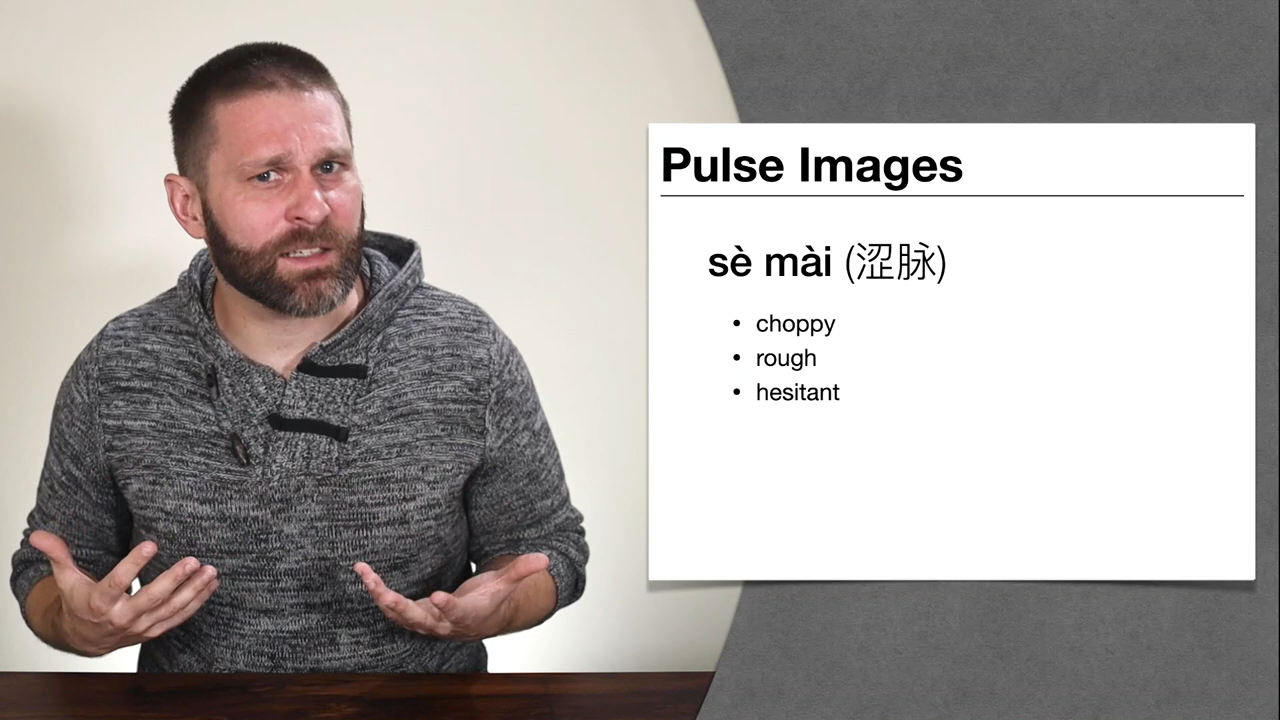 Pulse Images
sè mài (涩脉)
• choppy
• rough
• hesitant